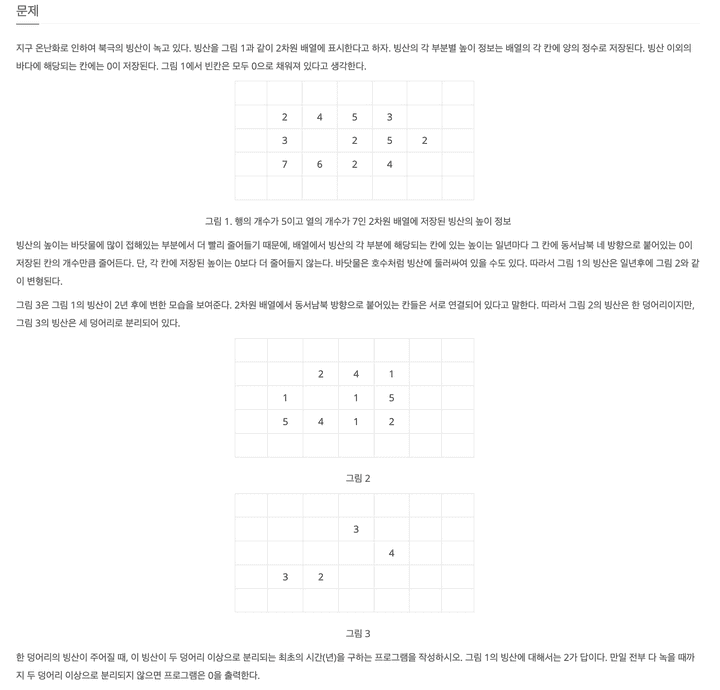 문제
지구 온난화로 인하여 북극의 빙산이 녹고 있다. 빙산을 그림 1과 같이 2차원 배열에 표시한다고 하자. 빙산의 각 부분별 높이 정보는 배열의 각 칸에 양의 정수로 저장된다. 빙산 이외의
바다에 해당되는 칸에는 0이 저장된다. 그림 1에서 빈칸은 모두 0으로 채워져 있다고 생각한다.
2 4 5 3
3 2 5 2
7 6 2 4
그림 1. 행의 개수가 5이고 열의 개수가 7인 2차원 배열에 저장된 빙산의 높이 정보
빙산의 높이는 바닷물에 많이 접해있는 부분에서 더 빨리 줄어들기 때문에, 배열에서 빙산의 각 부분에 해당되는 칸에 있는 높이는 일년마다 그 칸에 동서남북 네 방향으로 붙어있는 0이
저장된 칸의 개수만큼 줄어든다. 단, 각 칸에 저장된 높이는 0보다 더 줄어들지 않는다. 바닷물은 호수처럼 빙산에 둘러싸여 있을 수도 있다. 따라서 그림 1의 빙산은 일년후에 그림 2와 같
이 변형된다.
그림 3은 그림 1의 빙산이 2년 후에 변한 모습을 보여준다. 2차원 배열에서 동서남북 방향으로 붙어있는 칸들은 서로 연결되어 있다고 말한다. 따라서 그림 2의 빙산은 한 덩어리이지만,
그림 3의 빙산은 세 덩어리로 분리되어 있다.
2 4 1
1 1 5
5 4 1 2
그림 2
3
4
3 2
그림 3
한 덩어리의 빙산이 주어질 때, 이 빙산이 두 덩어리 이상으로 분리되는 최초의 시간(년)을 구하는 프로그램을 작성하시오. 그림 1의 빙산에 대해서는 2가 답이다. 만일 전부 다 녹을 때까
지 두 덩어리 이상으로 분리되지 않으면 프로그램은 0을 출력한다.